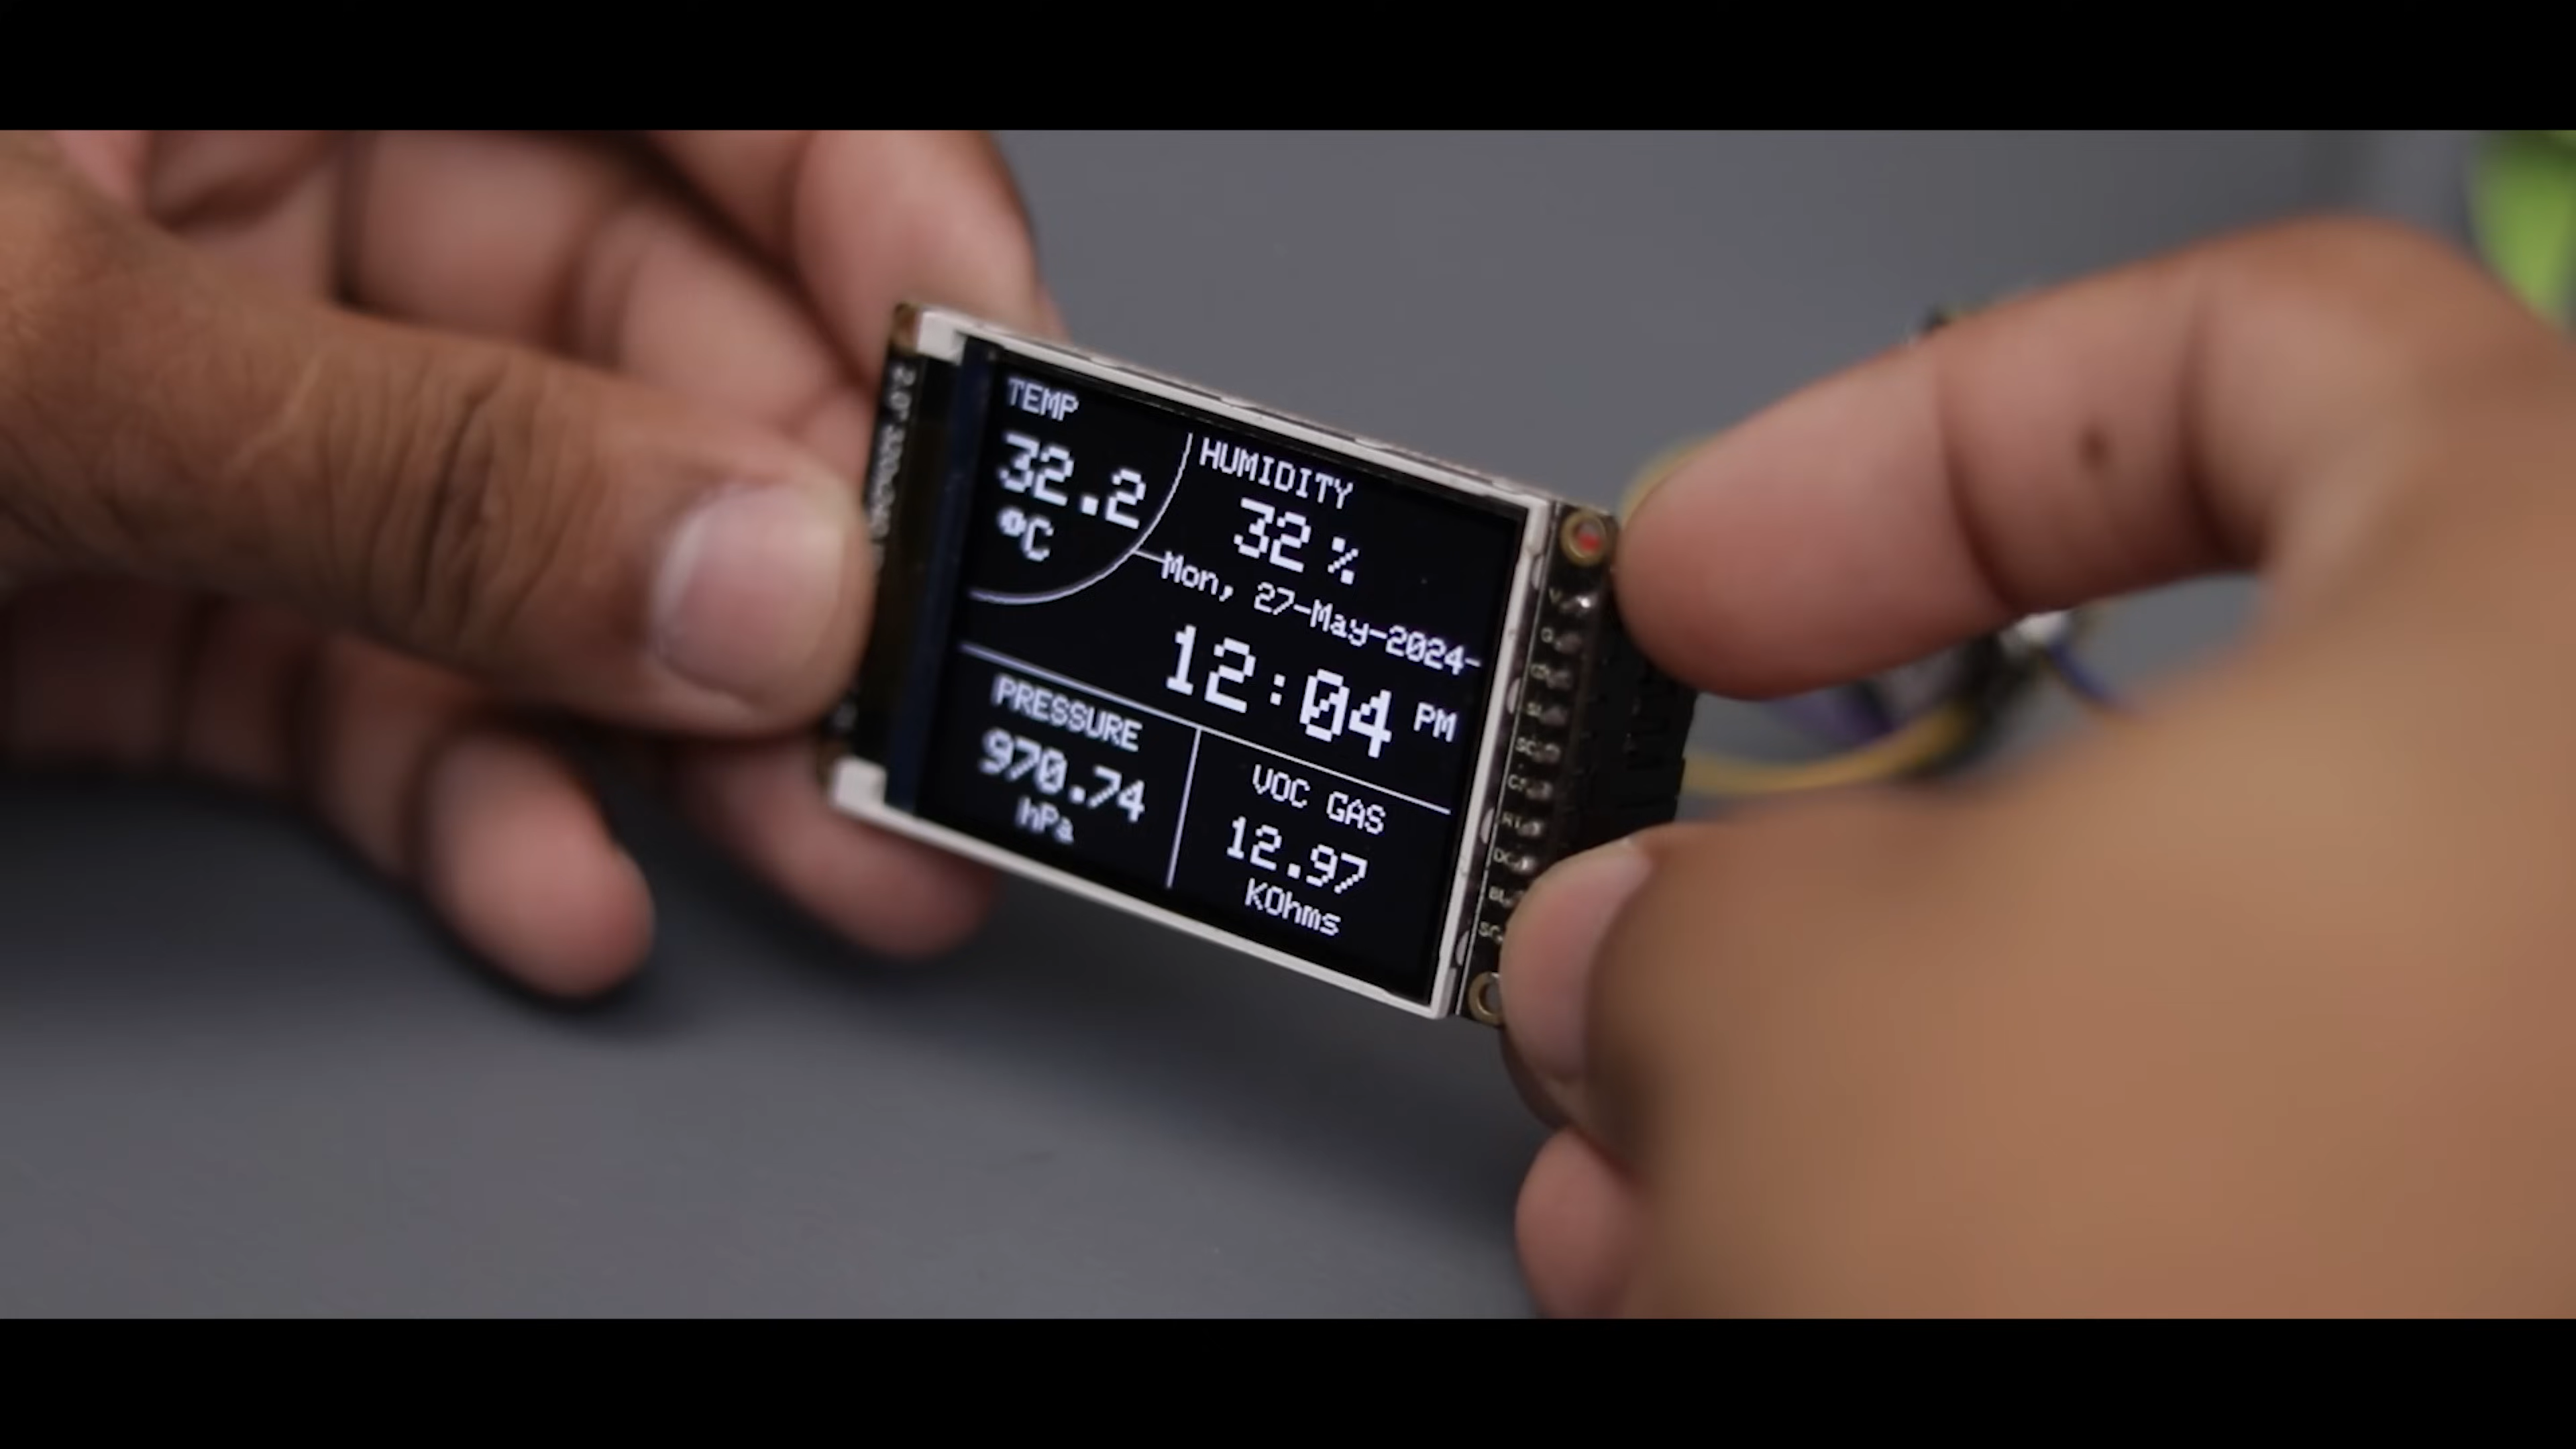 TEMP
32.2
°C
HUMIDITY
32 %
Mon, 27-May-2024-
12:04 PM
PRESSURE
970.74
hPa
VOC GAS
12.97
KOhms